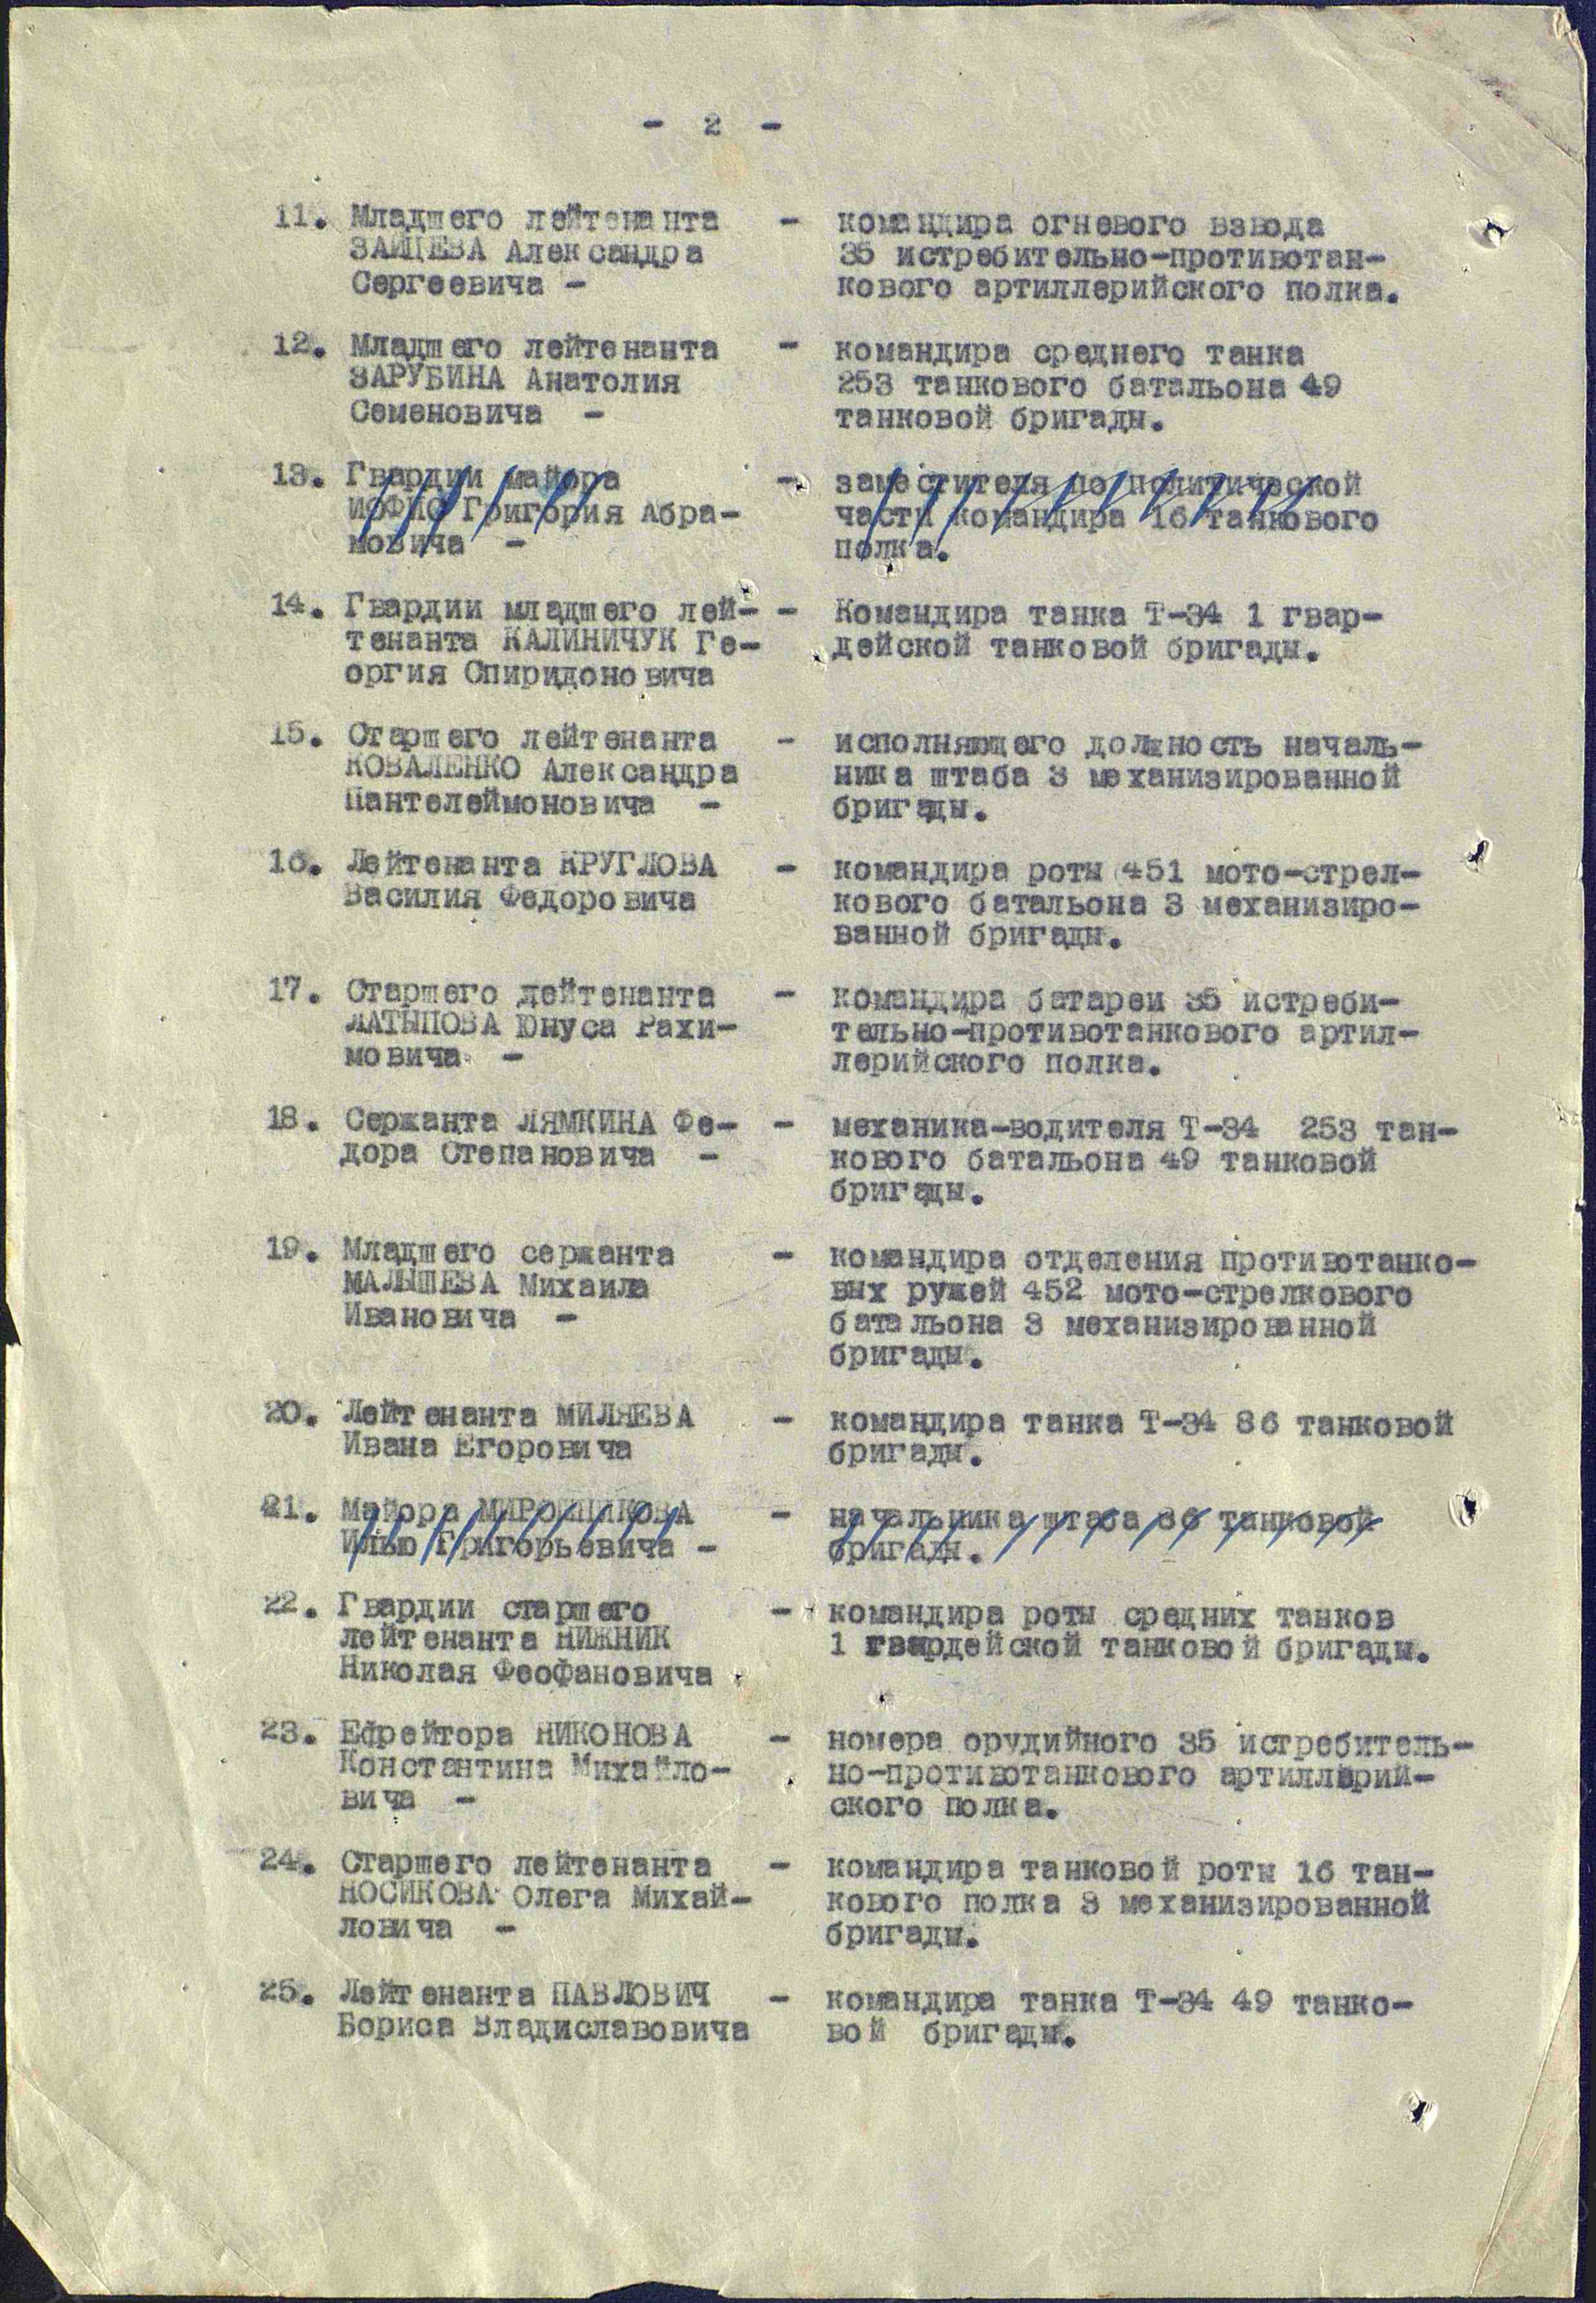 - 2 -
11. Младшего лейтенанта - командира огневого взвода
ЗАЙЦЕВА Александра 35 истребительно-противотан-
Сергеевича - кового артиллерийского полка.
12. Младшего лейтенанта - командира среднего танка
ЗАРУБИНА Анатолия 253 танкового батальона 49
Семеновича - танковой бригады.
13. Гвардии майора - заместителя по политической
Григория Абра- части командира 16 танкового
мовича - полка.
14. Гвардии младшего лей- - Командира танка Т-34 1 гвар-
тенанта КАЛИНИЧУК Ге- дейской танковой бригады.
оргия Спиридоновича
15. Старшего лейтенанта - исполняющего должность началь-
КОВАЛЕНКО Александра ника штаба 3 механизированной
Пантелеймоновича - бригады.
16. Лейтенанта КРУГЛОВА - командира роты 451 мото-стрел-
Василия Федоровича кового батальона 3 механизиро-
ванной бригады.
17. Старшего лейтенанта - командира батареи 35 истреби-
ЛАТЫПОВА Юнуса Рахи- тельно-противотанкового артил-
мовича - лерийского полка.
18. Сержанта ЛЯМКИНА Фе- - механика-водителя Т-34 253 тан-
дора Степановича - кового батальона 49 танковой
бригады.
19. Младшего сержанта - командира отделения противотанко-
МАЛЫШЕВА Михаила вых ружей 452 мото-стрелкового
Ивановича - батальона 3 механизированной
бригады.
20. Лейтенанта МИЛЯЕВА - командира танка Т-34 86 танковой
Ивана Егоровича бригады.
21. Майора МИРОШНИКОВА - начальника штаба 86 танковой
Илью Григорьевича - бригады.
22. Гвардии старшего - командира роты средних танков
лейтенанта НИЖНИК 1 гвардейской танковой бригады.
Николая Феофановича
23. Ефрейтора НИКОНОВА - номера орудийного 35 истребитель-
Константина Михайло- но-противотанкового артиллерий-
вича - ского полка.
24. Старшего лейтенанта - командира танковой роты 16 тан-
НОСИКОВА Олега Михай- кового полка 3 механизированной
ловича - бригады.
25. Лейтенанта ПАВЛОВИЧ - командира танка Т-34 49 танко-
Бориса Владиславовича вой бригады.